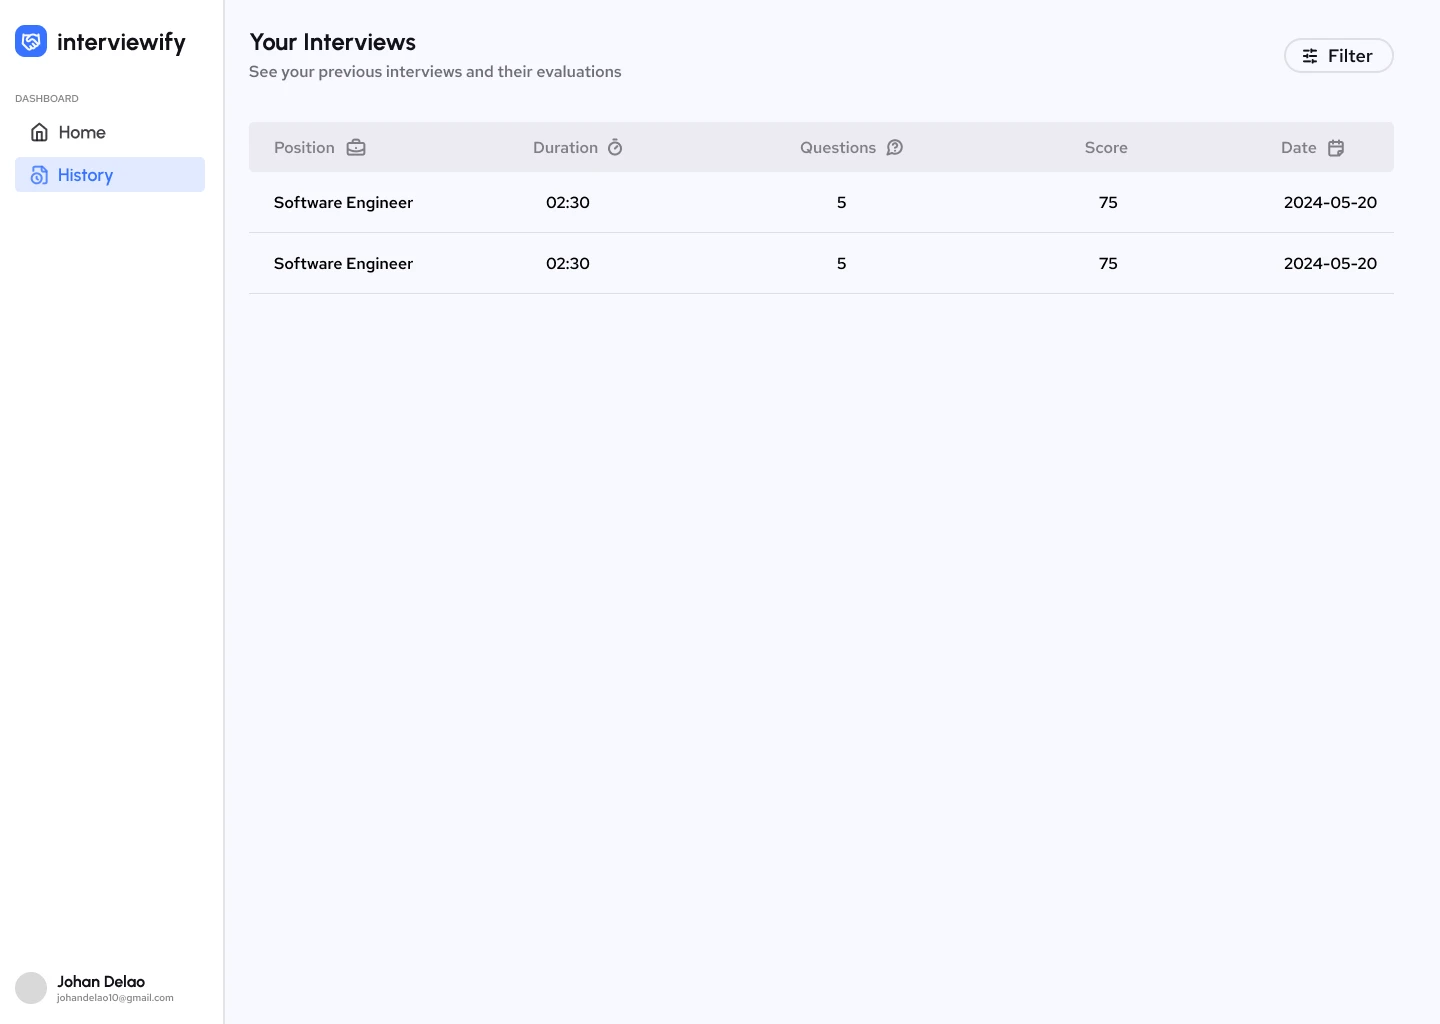 interviewify
DASHBOARD
Home
History
Your Interviews
See your previous interviews and their evaluations
Filter
Position Duration Questions Score Date
Software Engineer 02:30 5 75 2024-05-20
Software Engineer 02:30 5 75 2024-05-20
Johan Delao
johandelao10@gmail.com